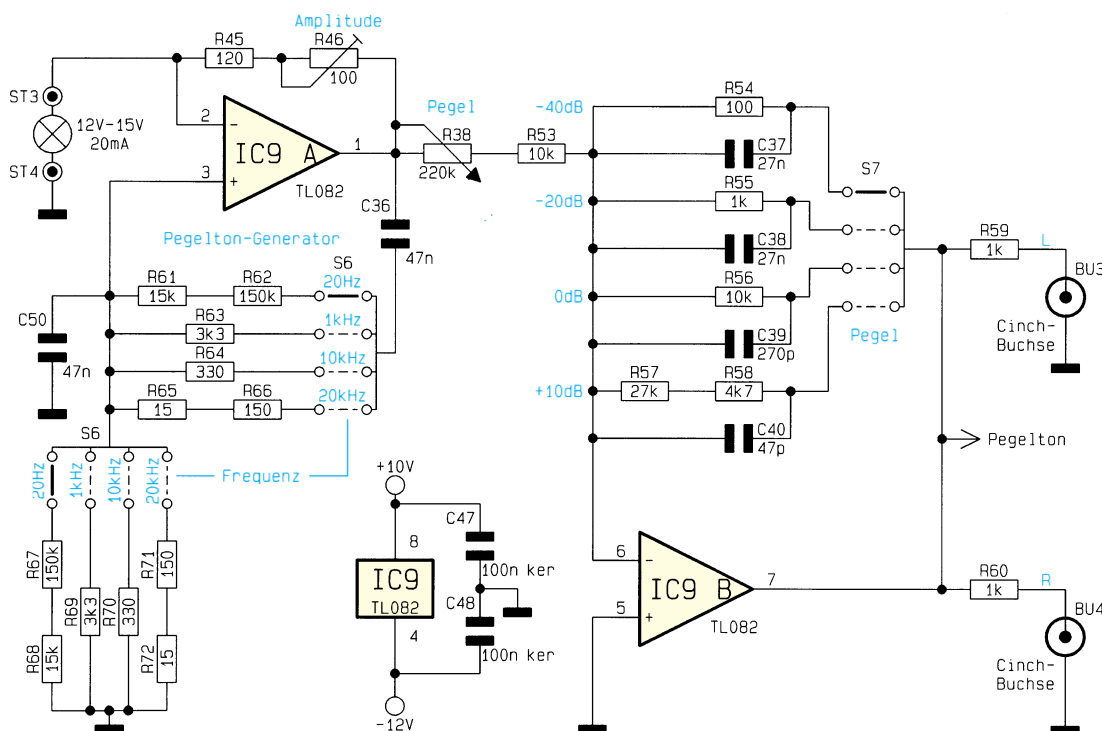 Amplitude
R45
120
R46
100
ST3
12V-15V
20mA
ST4
2
-
IC9 A
1
3
+
TL082
Pegel
R38
220k
R53
10k
C36
47n
Pegelton-Generator
-40dB
R54
100
C37
27n
-20dB
R55
1k
C38
27n
0dB
R56
10k
C39
270p
+10dB
R57
27k
R58
4k7
C40
47p
S7
Pegel
R59
1k
L
BU3
Cinch-
Buchse
Pegelton
R61
15k
R62
150k
S6
20Hz
R63
3k3
1kHz
R64
330
10kHz
R65
15
R66
150
20kHz
C50
47n
S6
20Hz
1kHz
10kHz
20kHz
Frequenz
R67
150k
R68
15k
R69
3k3
R70
330
R71
150
R72
15
+10V
8
IC9
TL082
4
-12V
C47
100n ker
C48
100n ker
6
-
IC9 B
7
5
+
TL082
R60
1k
R
BU4
Cinch-
Buchse